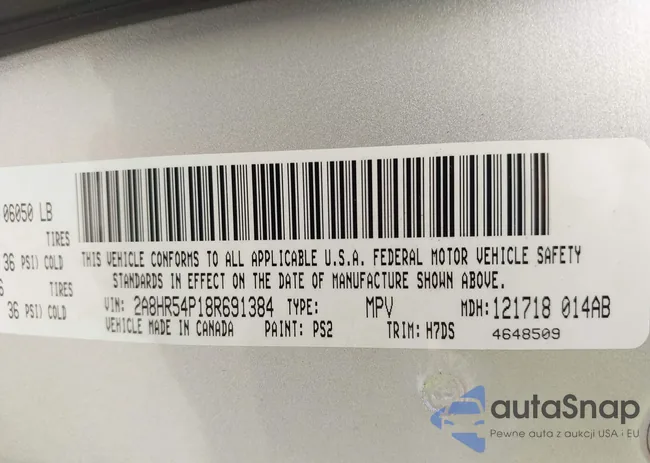 06050 LB
TIRES
36 PSI) COLD
TIRES
36 PSI) COLD
THIS VEHICLE CONFORMS TO ALL APPLICABLE U.S.A. FEDERAL MOTOR VEHICLE SAFETY
STANDARDS IN EFFECT ON THE DATE OF MANUFACTURE SHOWN ABOVE.
VIN: 2A8HR54P18R691384 TYPE: MPV MDH: 121718 014AB
VEHICLE MADE IN CANADA PAINT: PS2 TRIM: H7DS 4648509
autaSnap
Pewne auta z aukcji USA i EU